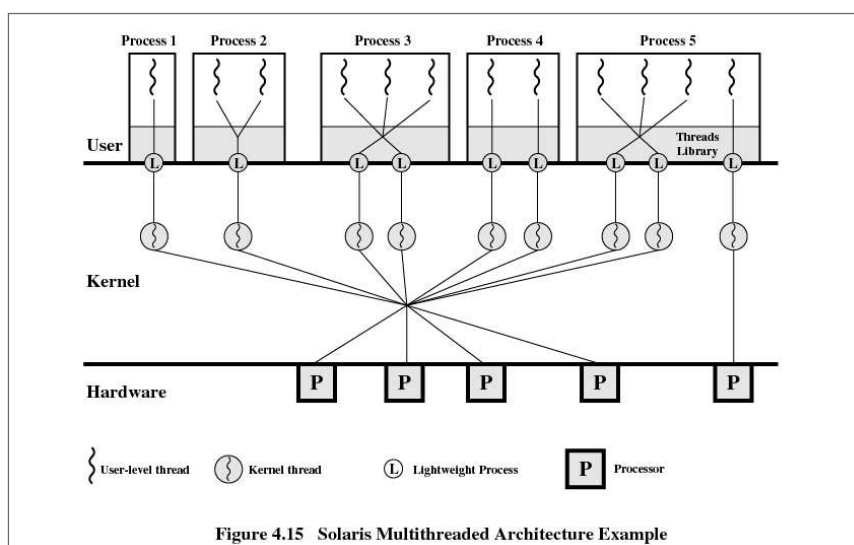 Process 1 Process 2 Process 3 Process 4 Process 5
Threads
Library
User
L L L L L L L L L
Kernel
P P P P P
Hardware
User-level thread Kernel thread L Lightweight Process P Processor
Figure 4.15 Solaris Multithreaded Architecture Example